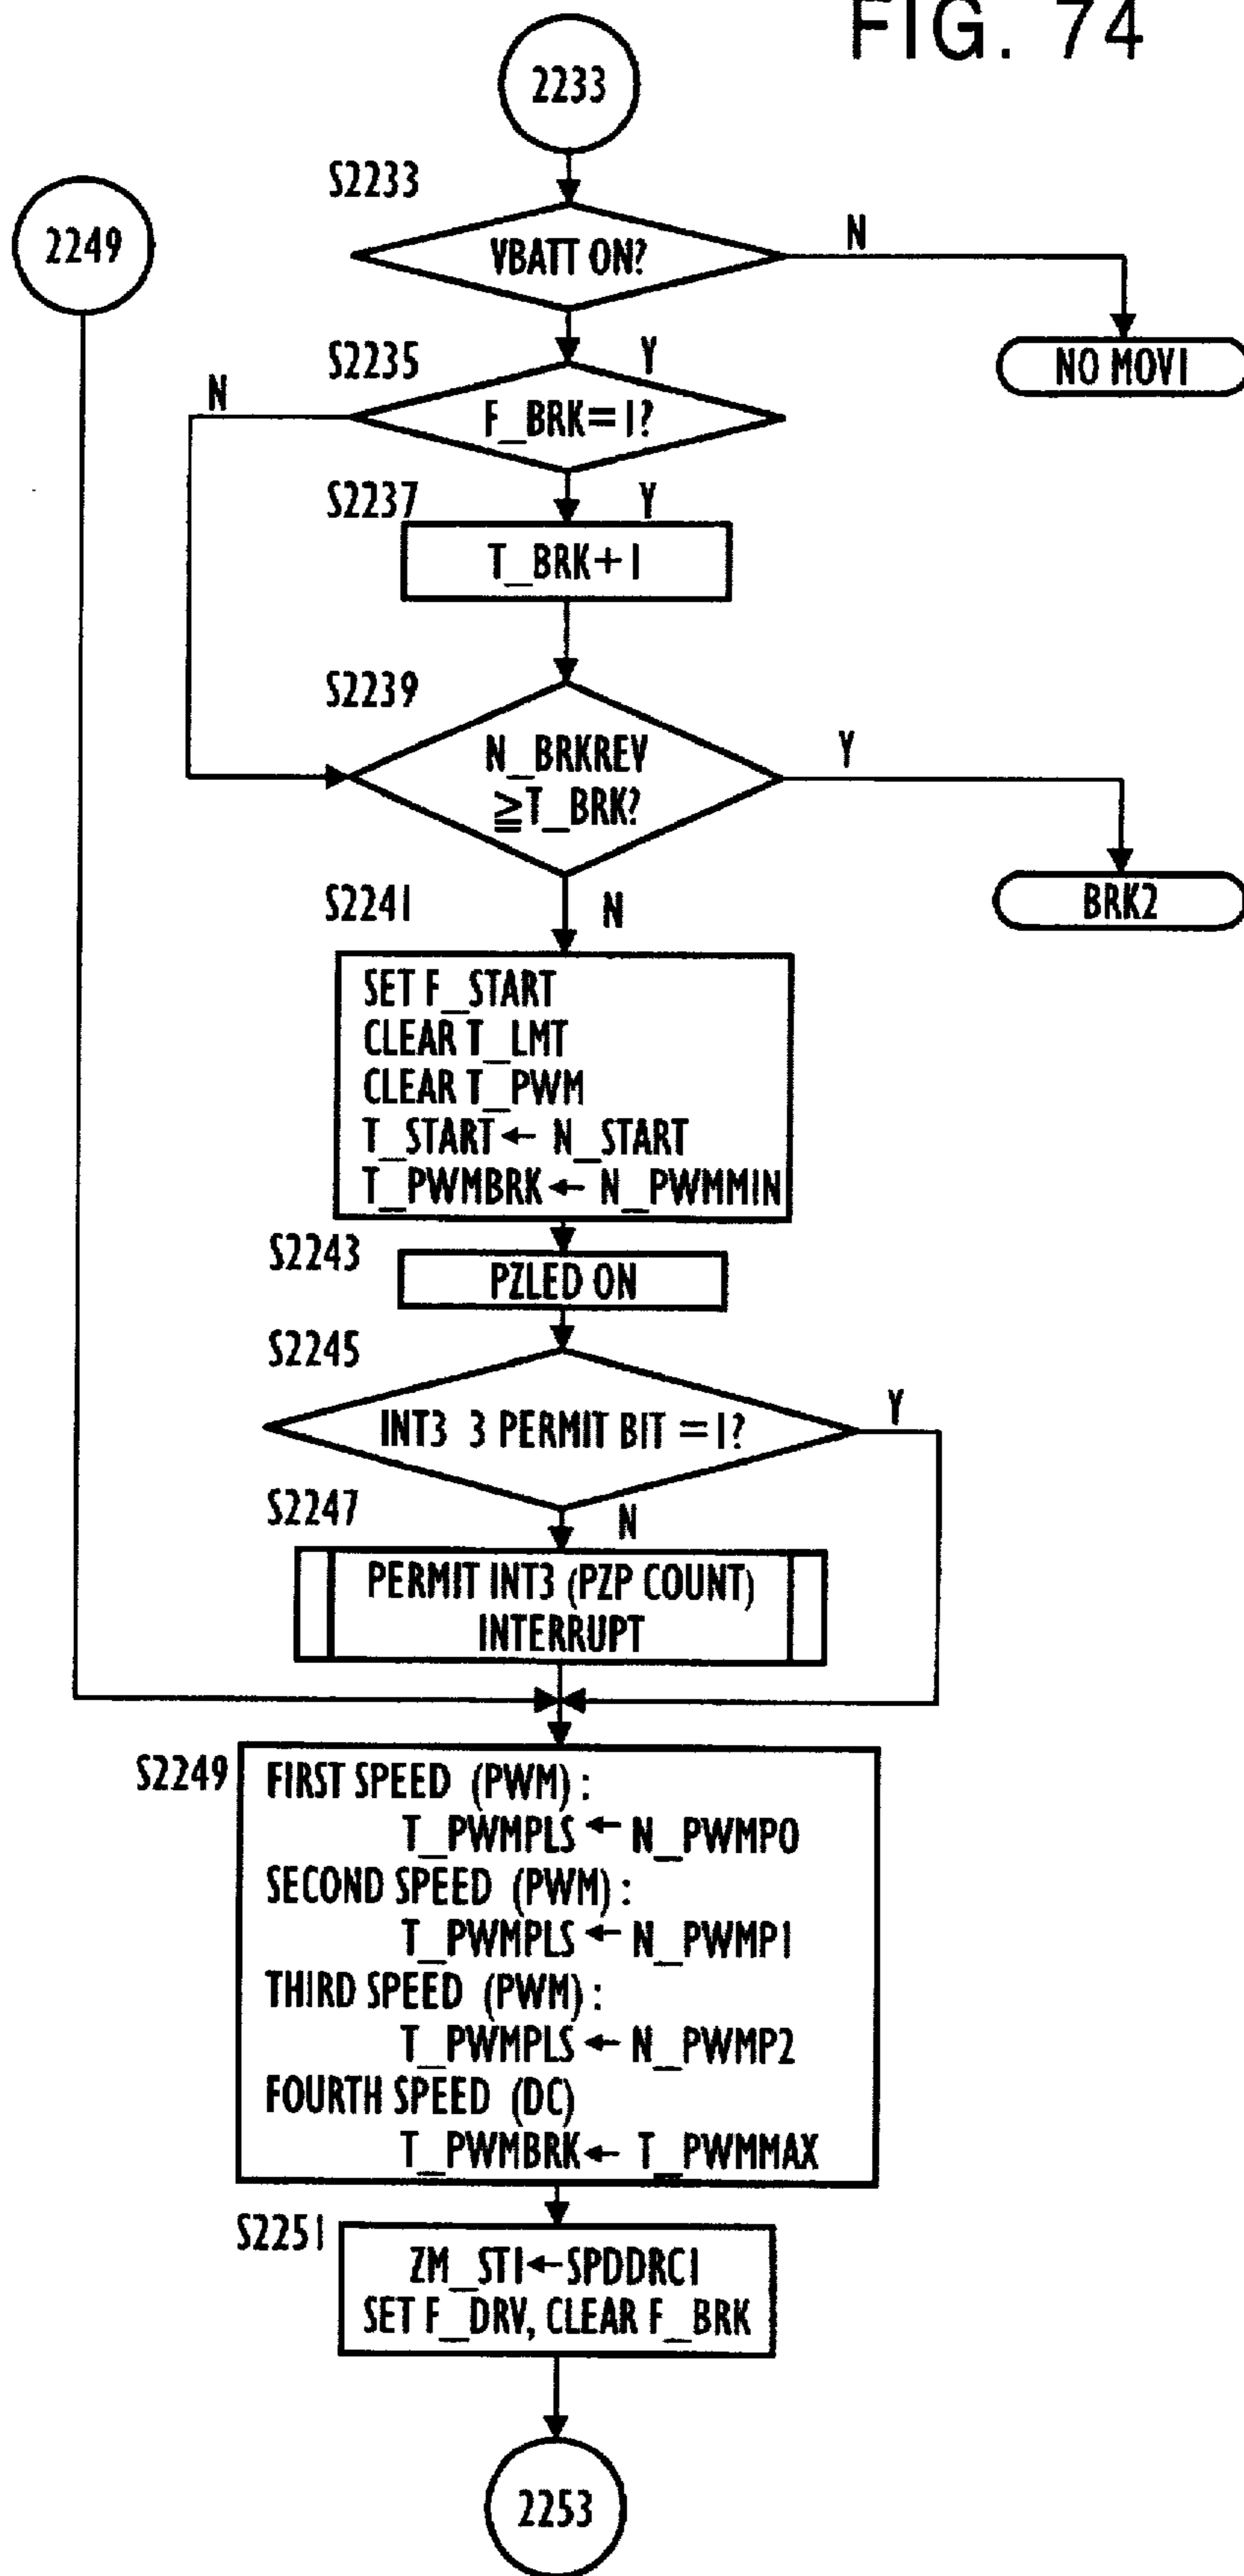 FIG. 74
2233
S2233
2249
VBATT ON?
N
NO MOV1
S2235
Y
N
F_BRK=1?
S2237
Y
T_BRK+1
S2239
N_BRKREV
≧T_BRK?
Y
BRK2
S2241
N
SET F_START
CLEAR T_LMT
CLEAR T_PWM
T_START← N_START
T_PWMBRK← N_PWMMIN
S2243
PZLED ON
S2245
INT3 3 PERMIT BIT =1?
Y
S2247
N
PERMIT INT3 (PZP COUNT)
INTERRUPT
S2249
FIRST SPEED (PWM) :
T_PWMPLS ← N_PWMP0
SECOND SPEED (PWM) :
T_PWMPLS ← N_PWMP1
THIRD SPEED (PWM) :
T_PWMPLS ← N_PWMP2
FOURTH SPEED (DC)
T_PWMBRK← T_PWMMAX
S2251
ZM_ST1←SPDDRC1
SET F_DRV, CLEAR F_BRK
2253